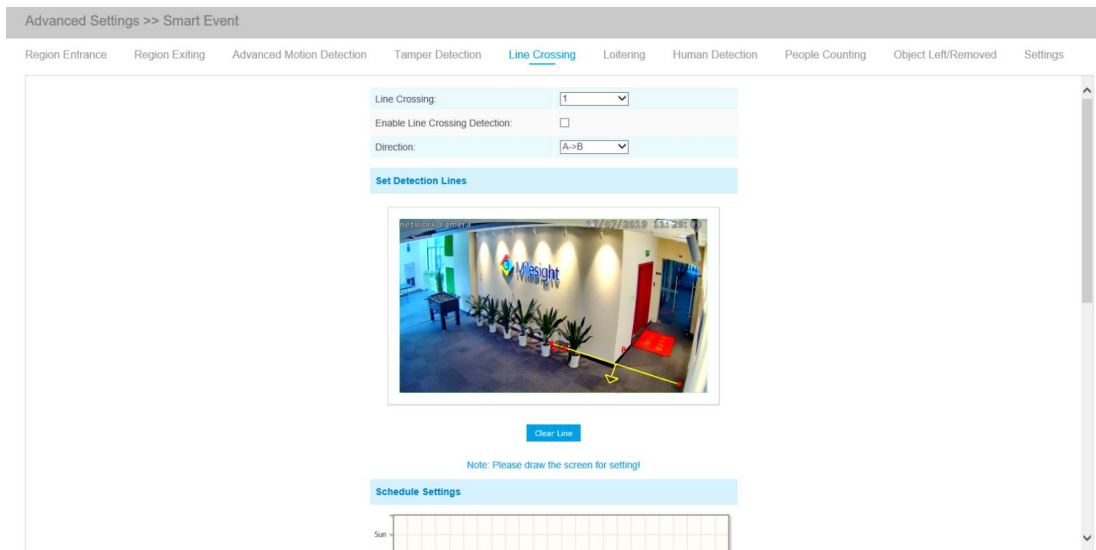 Advanced Settings >> Smart Event
Region Entrance Region Exiting Advanced Motion Detection Tamper Detection Line Crossing Loitering Human Detection People Counting Object Left/Removed Settings
Line Crossing: 1
Enable Line Crossing Detection:
Direction: A->B
Set Detection Lines
network camera
Milesight
Clear Line
Note: Please draw the screen for setting!
Schedule Settings
Sun